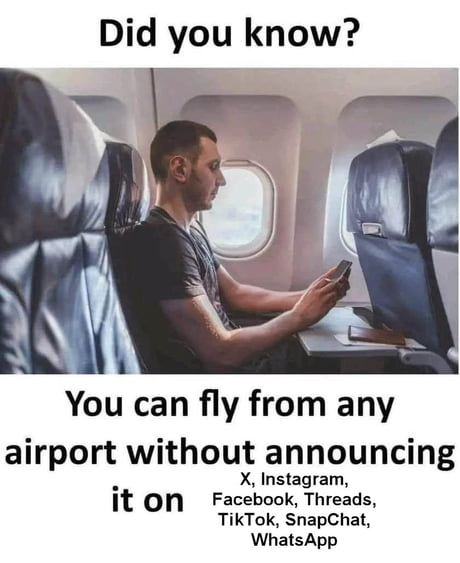 Did you know?
You can fly from any
airport without announcing
it on X, Instagram,
Facebook, Threads,
TikTok, SnapChat,
WhatsApp